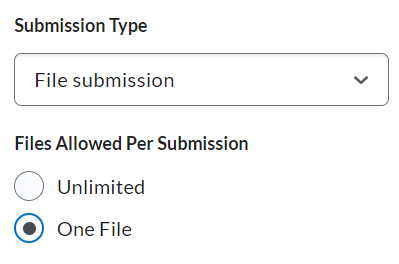 Submission Type
File submission
Files Allowed Per Submission
Unlimited
One File